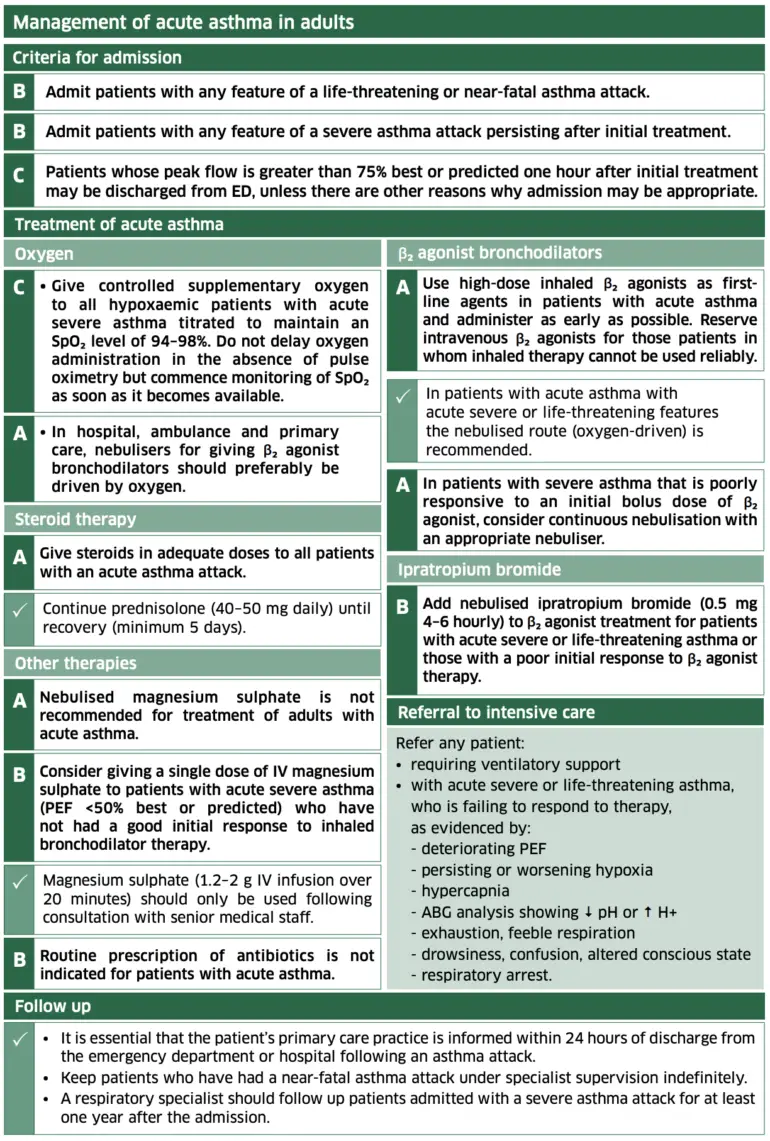 Management of acute asthma in adults
Criteria for admission
B Admit patients with any feature of a life-threatening or near-fatal asthma attack.
B Admit patients with any feature of a severe asthma attack persisting after initial treatment.
C Patients whose peak flow is greater than 75% best or predicted one hour after initial treatment
may be discharged from ED, unless there are other reasons why admission may be appropriate.
Treatment of acute asthma
Oxygen
C • Give controlled supplementary oxygen
to all hypoxaemic patients with acute
severe asthma titrated to maintain an
SpO₂ level of 94–98%. Do not delay oxygen
administration in the absence of pulse
oximetry but commence monitoring of SpO₂
as soon as it becomes available.
A • In hospital, ambulance and primary
care, nebulisers for giving β₂ agonist
bronchodilators should preferably be
driven by oxygen.
Steroid therapy
A Give steroids in adequate doses to all patients
with an acute asthma attack.
✓ Continue prednisolone (40–50 mg daily) until
recovery (minimum 5 days).
Other therapies
A Nebulised magnesium sulphate is not
recommended for treatment of adults with
acute asthma.
B Consider giving a single dose of IV magnesium
sulphate to patients with acute severe asthma
(PEF <50% best or predicted) who have
not had a good initial response to inhaled
bronchodilator therapy.
✓ Magnesium sulphate (1.2–2 g IV infusion over
20 minutes) should only be used following
consultation with senior medical staff.
B Routine prescription of antibiotics is not
indicated for patients with acute asthma.
β₂ agonist bronchodilators
A Use high-dose inhaled β₂ agonists as first-
line agents in patients with acute asthma
and administer as early as possible. Reserve
intravenous β₂ agonists for those patients in
whom inhaled therapy cannot be used reliably.
✓ In patients with acute asthma with
acute severe or life-threatening features
the nebulised route (oxygen-driven) is
recommended.
A In patients with severe asthma that is poorly
responsive to an initial bolus dose of β₂
agonist, consider continuous nebulisation with
an appropriate nebuliser.
Ipratropium bromide
B Add nebulised ipratropium bromide (0.5 mg
4–6 hourly) to β₂ agonist treatment for patients
with acute severe or life-threatening asthma or
those with a poor initial response to β₂ agonist
therapy.
Referral to intensive care
Refer any patient:
• requiring ventilatory support
• with acute severe or life-threatening asthma,
who is failing to respond to therapy,
as evidenced by:
- deteriorating PEF
- persisting or worsening hypoxia
- hypercapnia
- ABG analysis showing ↓ pH or ↑ H+
- exhaustion, feeble respiration
- drowsiness, confusion, altered conscious state
- respiratory arrest.
Follow up
✓ • It is essential that the patient's primary care practice is informed within 24 hours of discharge from
the emergency department or hospital following an asthma attack.
• Keep patients who have had a near-fatal asthma attack under specialist supervision indefinitely.
• A respiratory specialist should follow up patients admitted with a severe asthma attack for at least
one year after the admission.